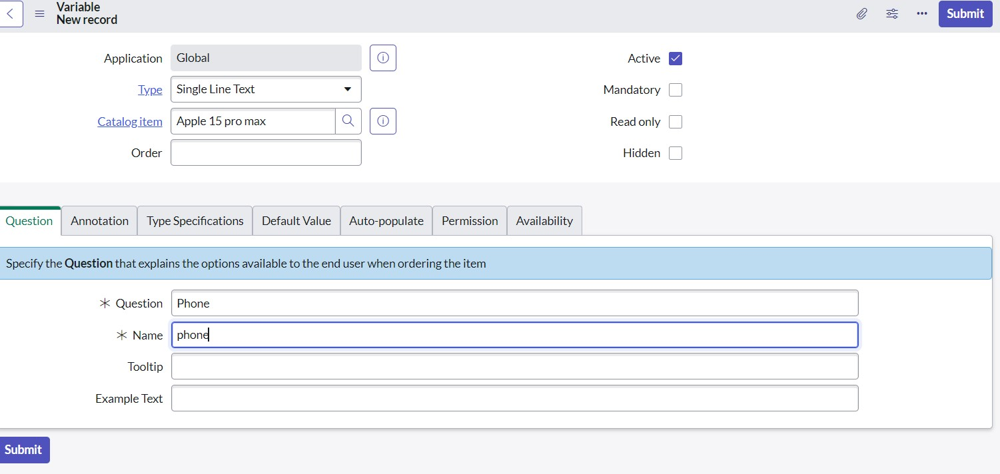 Variable
New record
Submit
Application Global
Active
Type Single Line Text
Mandatory
Catalog item Apple 15 pro max
Read only
Order
Hidden
Question Annotation Type Specifications Default Value Auto-populate Permission Availability
Specify the Question that explains the options available to the end user when ordering the item
Question Phone
Name phone
Tooltip
Example Text
Submit